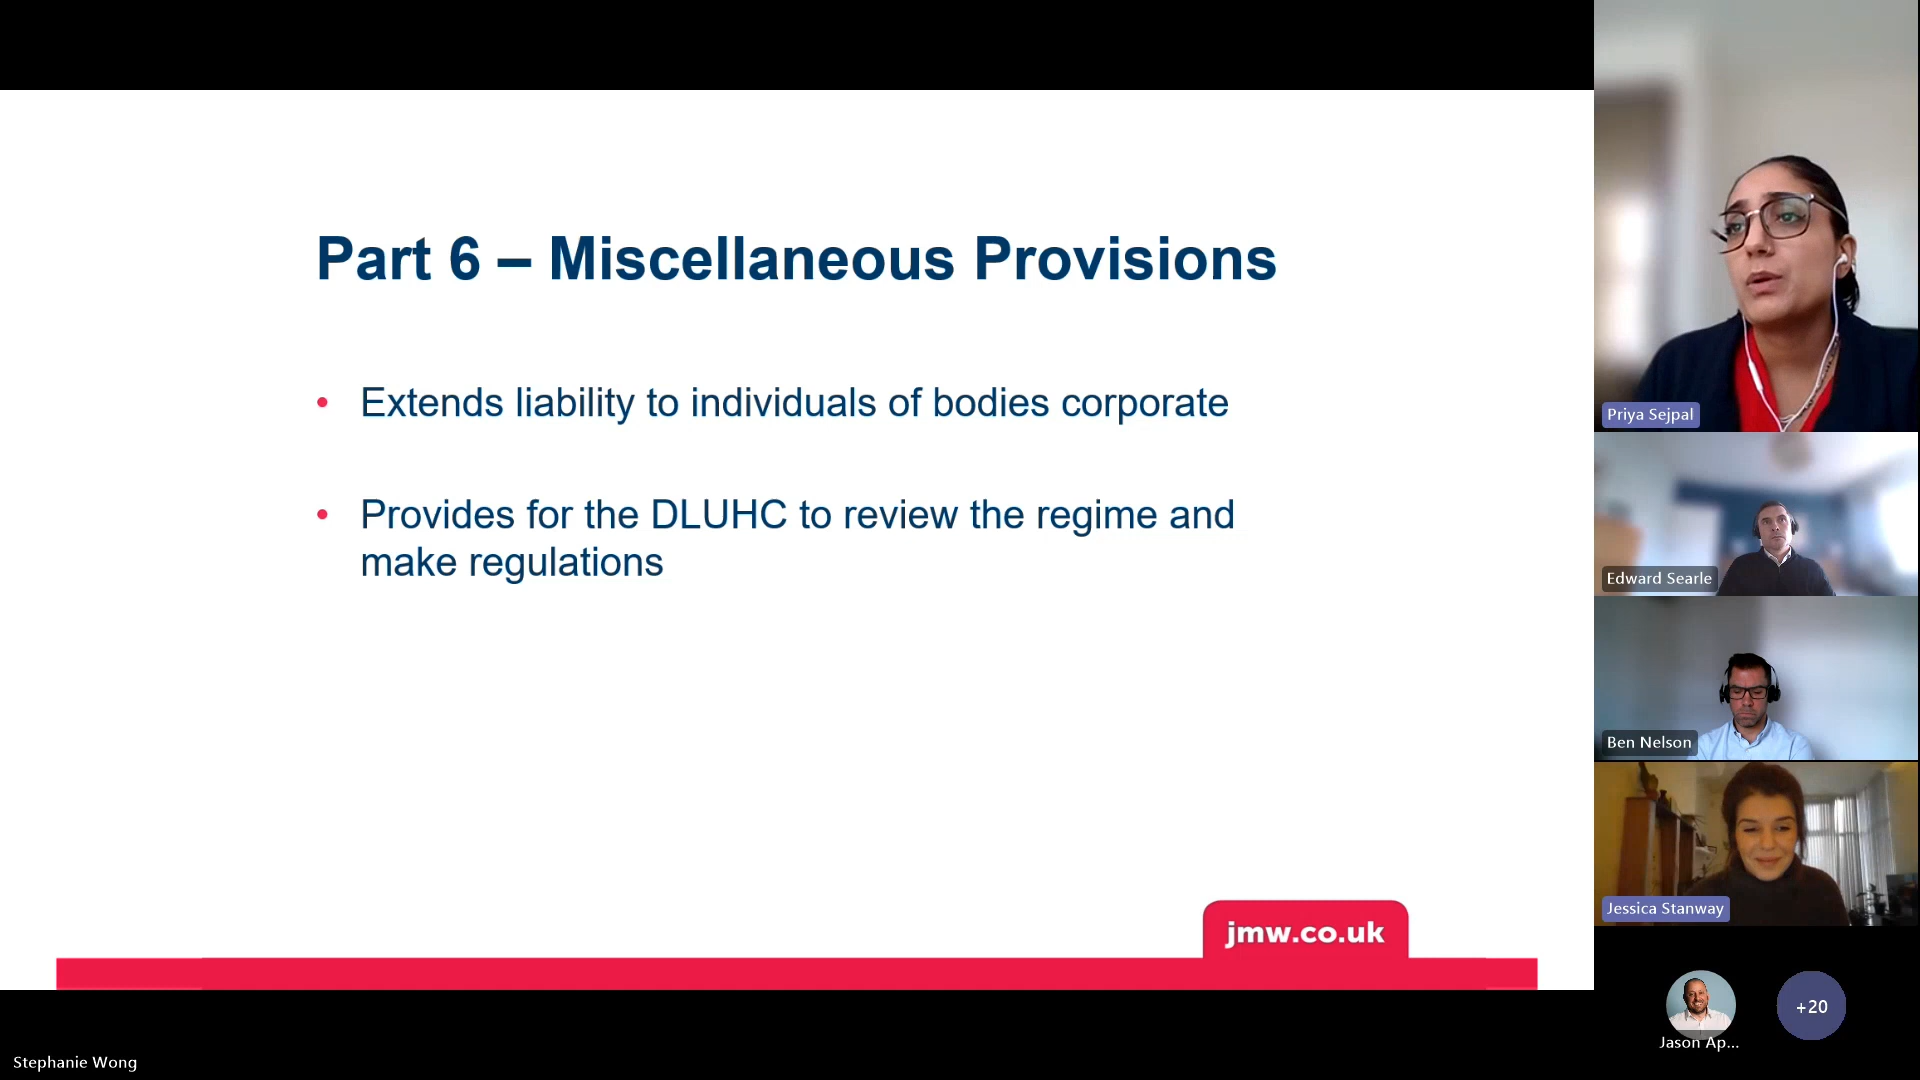 Part 6 – Miscellaneous Provisions
• Extends liability to individuals of bodies corporate
• Provides for the DLUHC to review the regime and
make regulations
jmw.co.uk
Priya Sejpal
Edward Searle
Ben Nelson
Jessica Stanway
+20
Jason Ap...
Stephanie Wong